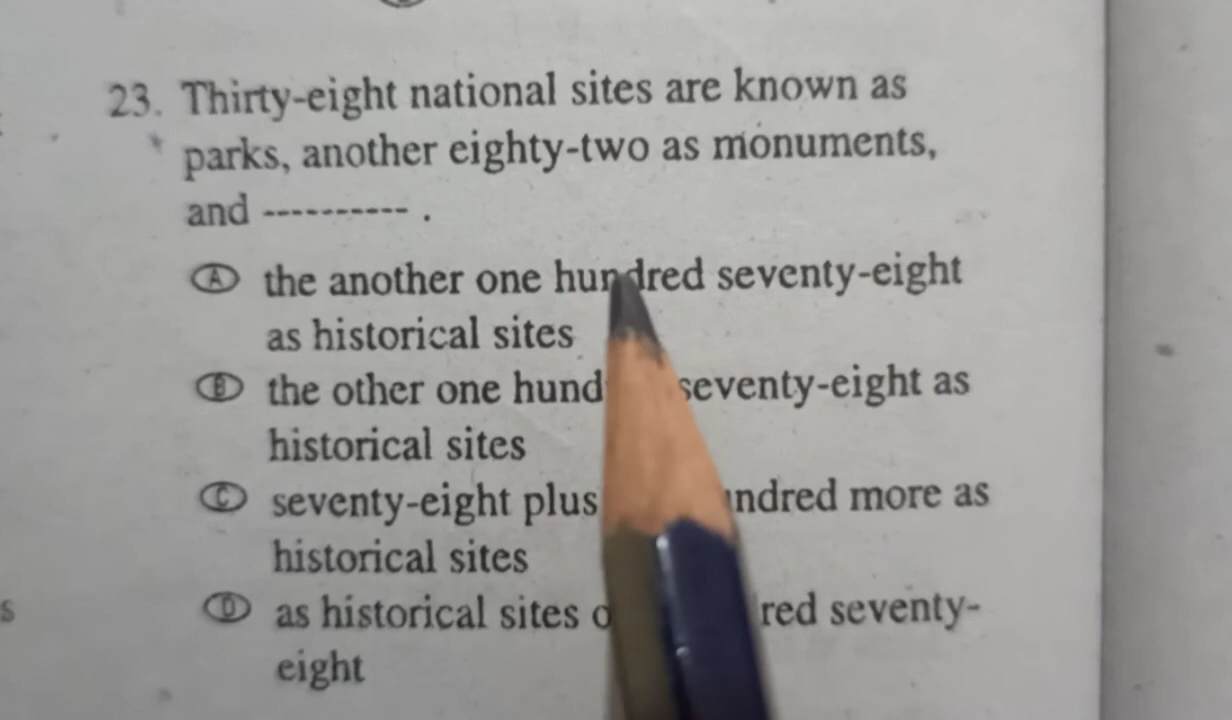 23. Thirty-eight national sites are known as
parks, another eighty-two as monuments,
and ---------- .
(A) the another one hundred seventy-eight
as historical sites
(B) the other one hund seventy-eight as
historical sites
(C) seventy-eight plus ndred more as
historical sites
(D) as historical sites red seventy-
eight
s